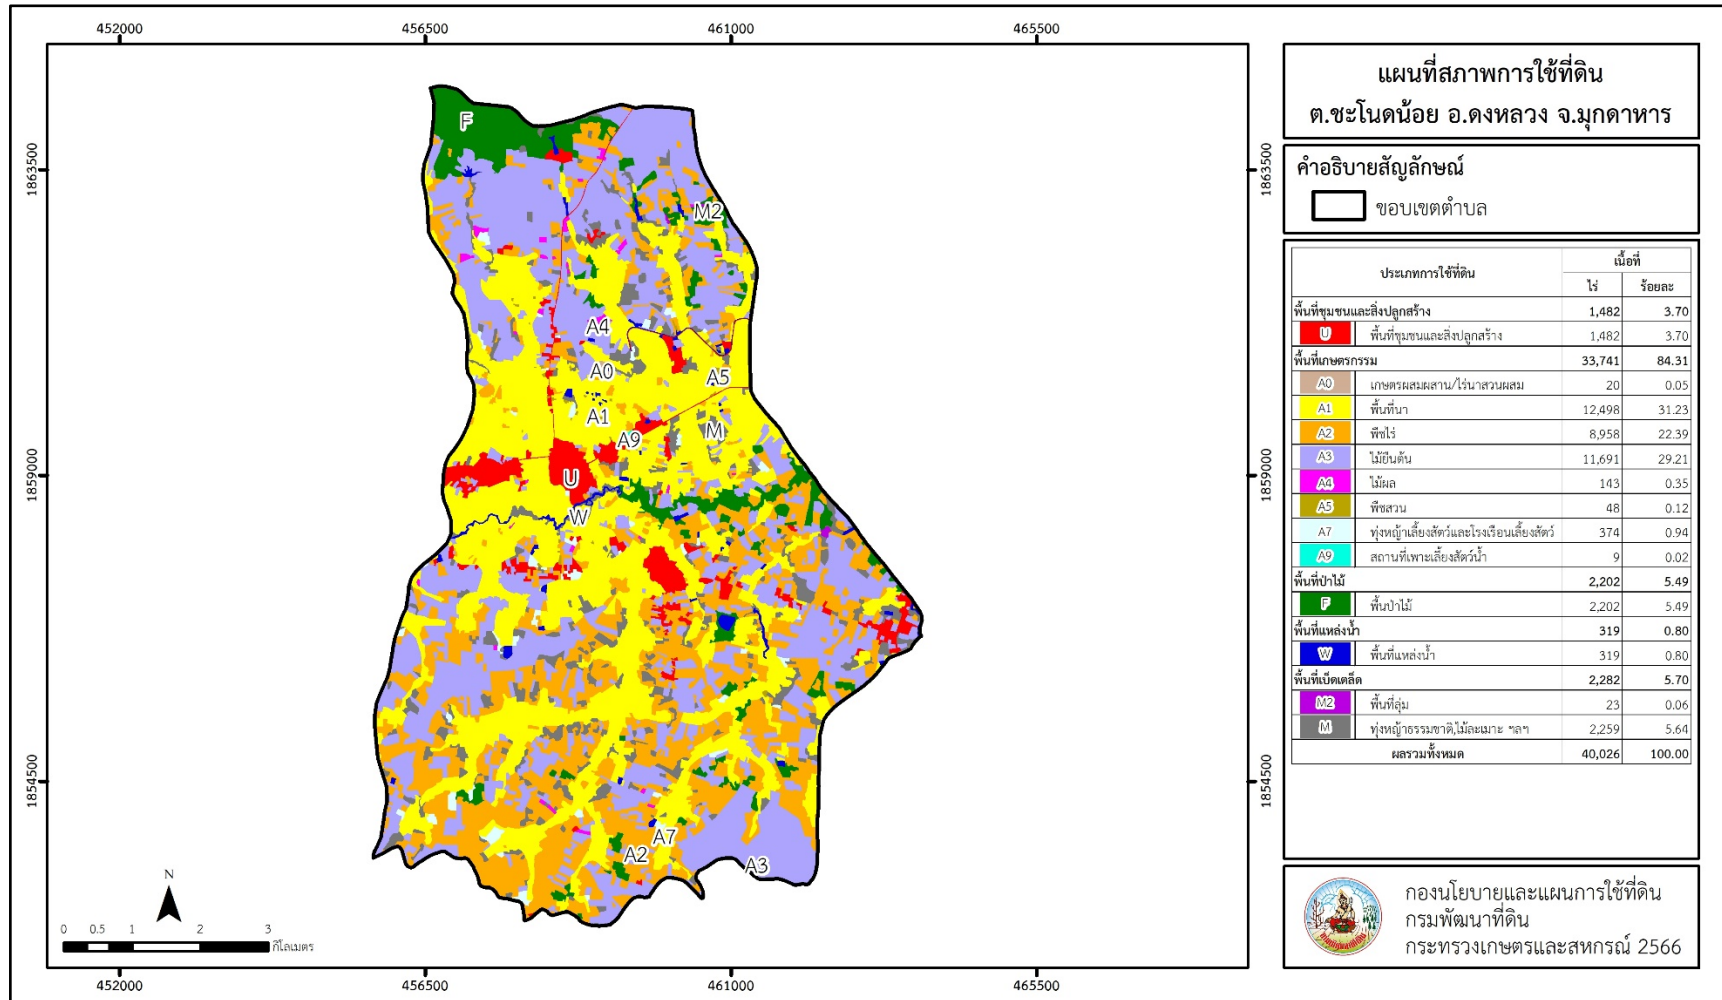 452000 456500 461000 465500
แผนที่สภาพการใช้ที่ดิน
ต.ชะโนดน้อย อ.ดงหลวง จ.มุกดาหาร
คำอธิบายสัญลักษณ์
ขอบเขตตำบล
ประเภทการใช้ที่ดิน เนื้อที่
ไร่ ร้อยละ
พื้นที่ชุมชนและสิ่งปลูกสร้าง 1,482 3.70
U พื้นที่ชุมชนและสิ่งปลูกสร้าง 1,482 3.70
พื้นที่เกษตรกรรม 33,741 84.31
A0 เกษตรผสมผสาน/ไร่นาสวนผสม 20 0.05
A1 พื้นที่นา 12,498 31.23
A2 พืชไร่ 8,958 22.39
A3 ไม้ยืนต้น 11,691 29.21
A4 ไม้ผล 143 0.35
A5 พืชสวน 48 0.12
A7 ทุ่งหญ้าเลี้ยงสัตว์และโรงเรือนเลี้ยงสัตว์ 374 0.94
A9 สถานที่เพาะเลี้ยงสัตว์น้ำ 9 0.02
พื้นที่ป่าไม้ 2,202 5.49
F พื้นป่าไม้ 2,202 5.49
พื้นที่แหล่งน้ำ 319 0.80
W พื้นที่แหล่งน้ำ 319 0.80
พื้นที่เบ็ดเตล็ด 2,282 5.70
M2 พื้นที่ลุ่ม 23 0.06
M ทุ่งหญ้าธรรมชาติ,ไม้ละเมาะ ฯลฯ 2,259 5.64
ผลรวมทั้งหมด 40,026 100.00
กองนโยบายและแผนการใช้ที่ดิน
กรมพัฒนาที่ดิน
กระทรวงเกษตรและสหกรณ์ 2566
1863500 1863500
1859000 1859000
1854500 1854500
F
M2
A4
A0
A5
A1
A9
M
U
W
A7
A2
A3
N
0 0.5 1 2 3
กิโลเมตร
452000 456500 461000 465500